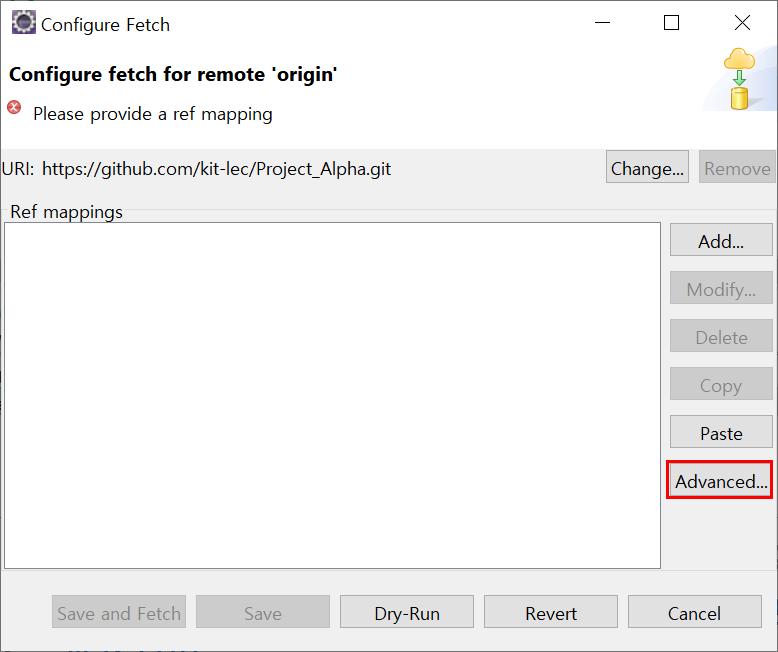 Configure Fetch
Configure fetch for remote 'origin'
Please provide a ref mapping
URI: https://github.com/kit-lec/Project_Alpha.git
Change...
Remove
Ref mappings
Add...
Modify...
Delete
Copy
Paste
Advanced...
Save and Fetch
Save
Dry-Run
Revert
Cancel